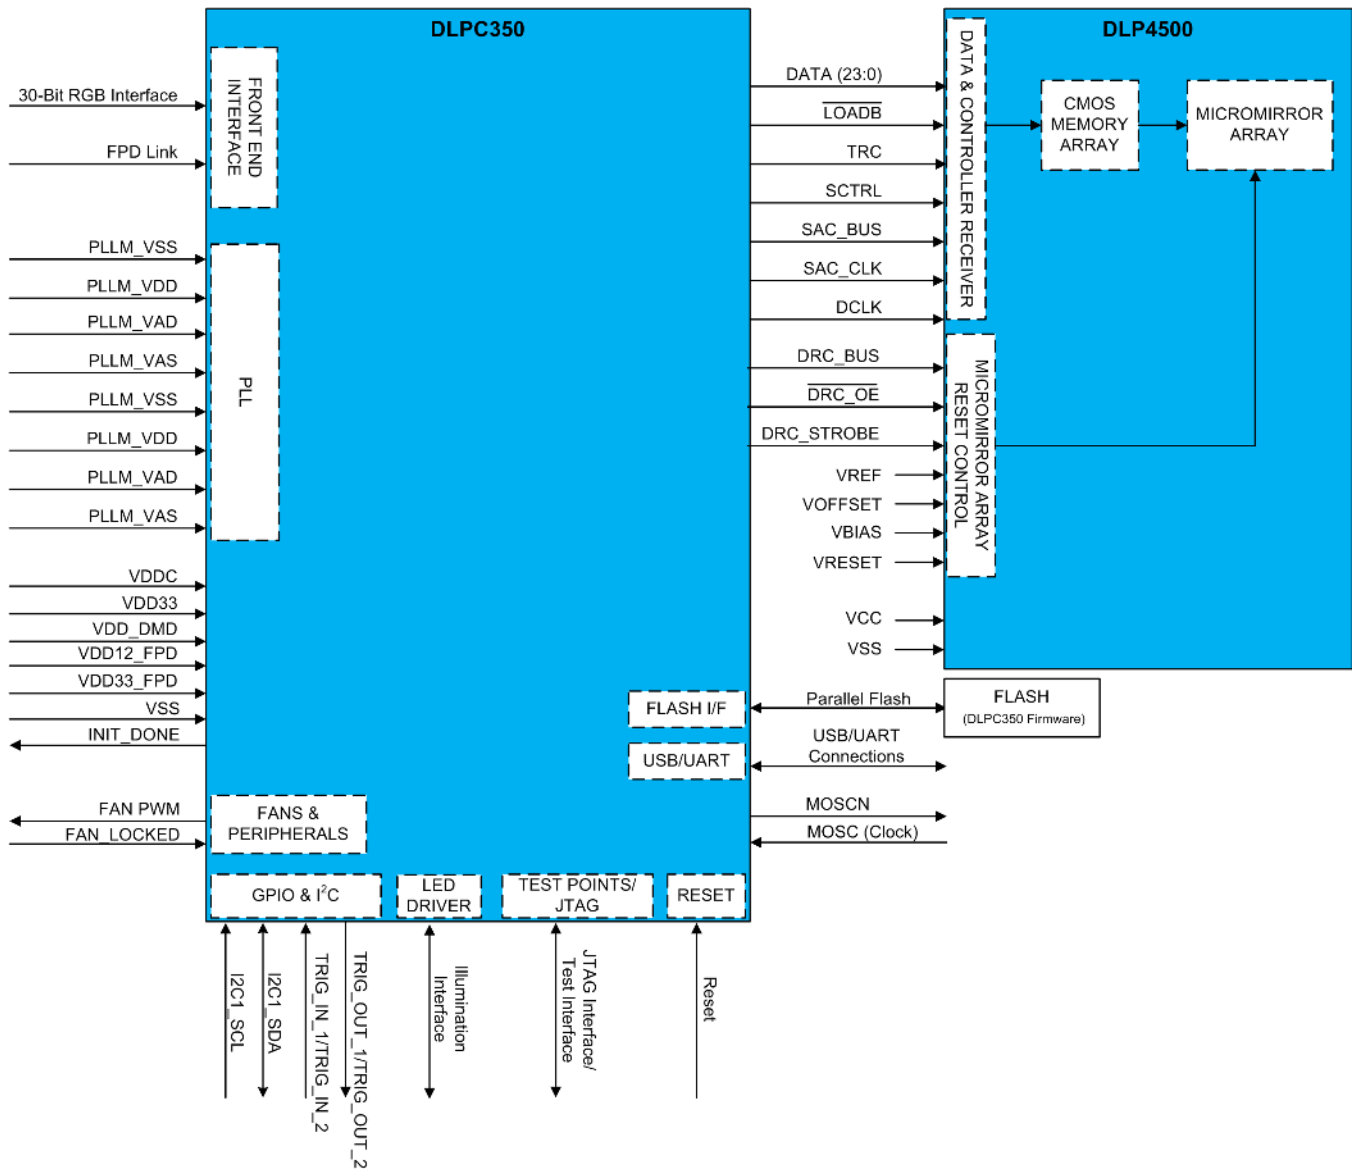 DLPC350
DLP4500
30-Bit RGB Interface
FPD Link
FRONT END
INTERFACE
PLLM_VSS
PLLM_VDD
PLLM_VAD
PLLM_VAS
PLLM_VSS
PLLM_VDD
PLLM_VAD
PLLM_VAS
PLL
VDDC
VDD33
VDD_DMD
VDD12_FPD
VDD33_FPD
VSS
INIT_DONE
FAN PWM
FAN_LOCKED
FANS &
PERIPHERALS
GPIO & I²C
LED
DRIVER
TEST POINTS/
JTAG
RESET
FLASH I/F
USB/UART
I2C1_SCL
I2C1_SDA
TRIG_IN_1/TRIG_IN_2
TRIG_OUT_1/TRIG_OUT_2
Illumination
Interface
JTAG Interface/
Test Interface
Reset
DATA (23:0)
LOADB
TRC
SCTRL
SAC_BUS
SAC_CLK
DCLK
DRC_BUS
DRC_OE
DRC_STROBE
VREF
VOFFSET
VBIAS
VRESET
VCC
VSS
Parallel Flash
USB/UART
Connections
MOSCN
MOSC (Clock)
DATA & CONTROLLER RECEIVER
CMOS
MEMORY
ARRAY
MICROMIRROR
ARRAY
MICROMIRROR ARRAY
RESET CONTROL
FLASH
(DLPC350 Firmware)